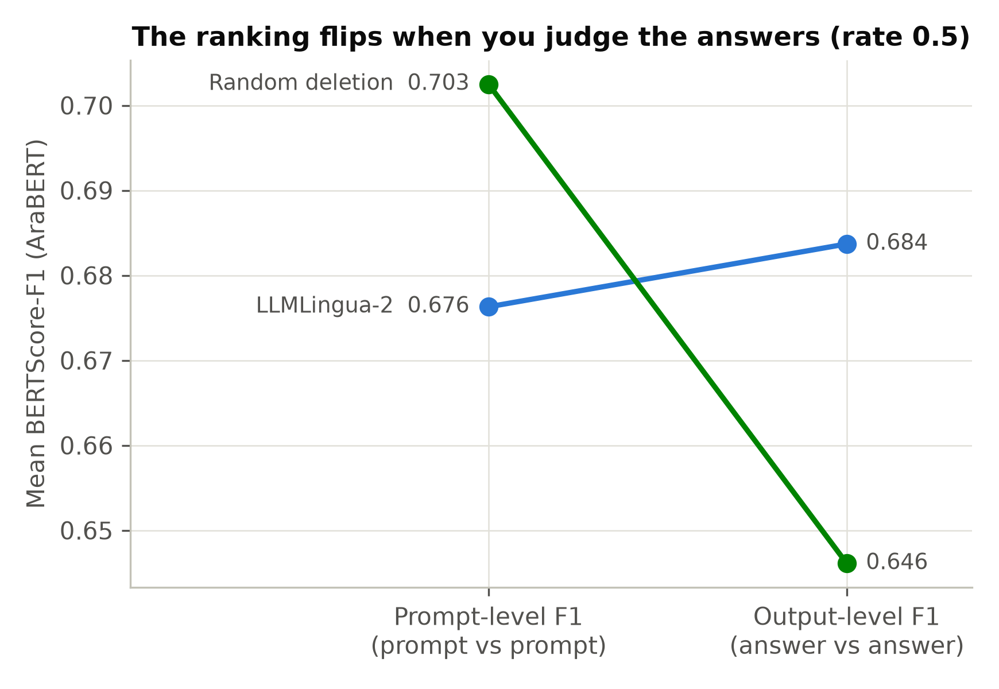 The ranking flips when you judge the answers (rate 0.5)
Mean BERTScore-F1 (AraBERT)
0.70
0.69
0.68
0.67
0.66
0.65
Random deletion 0.703
LLMLingua-2 0.676
0.684
0.646
Prompt-level F1
(prompt vs prompt)
Output-level F1
(answer vs answer)